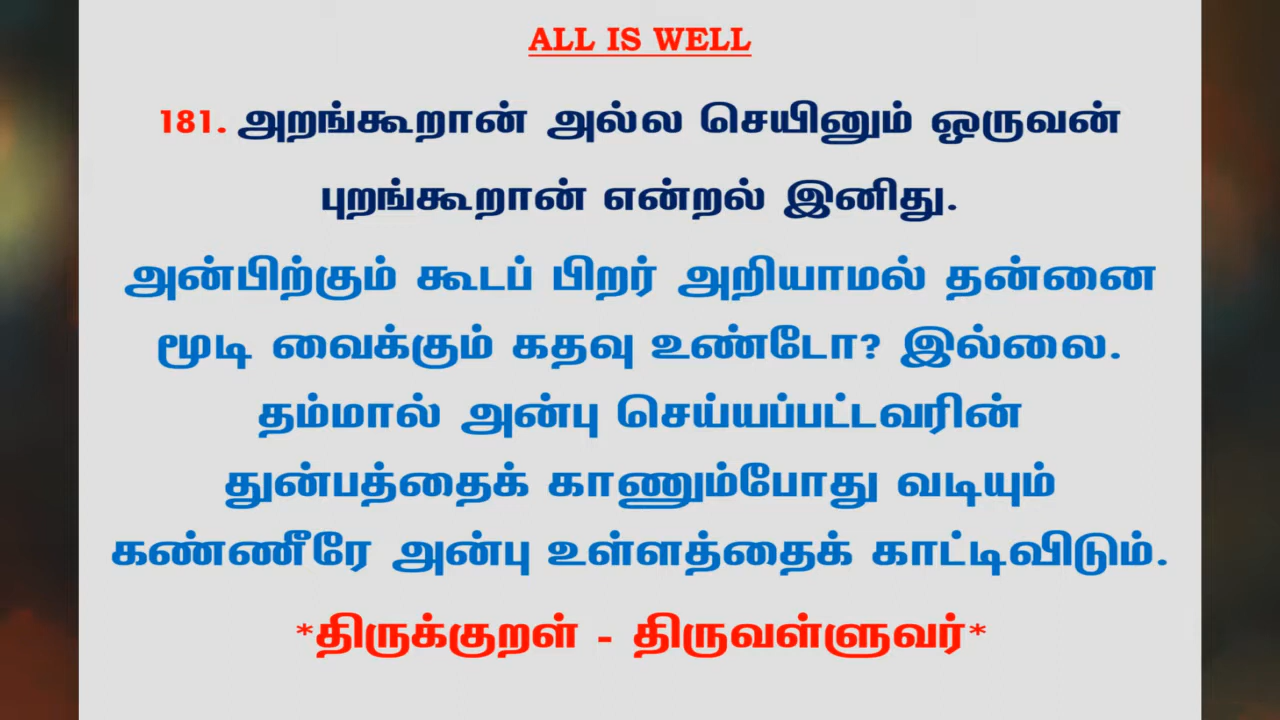 ALL IS WELL
181. அறங்கூறான் அல்ல செயினும் ஒருவன்
புறங்கூறான் என்றல் இனிது.
அன்பிற்கும் கூடப் பிறர் அறியாமல் தன்னை
மூடி வைக்கும் கதவு உண்டோ? இல்லை.
தம்மால் அன்பு செய்யப்பட்டவரின்
துன்பத்தைக் காணும்போது வடியும்
கண்ணீரே அன்பு உள்ளத்தைக் காட்டிவிடும்.
*திருக்குறள் - திருவள்ளுவர்*